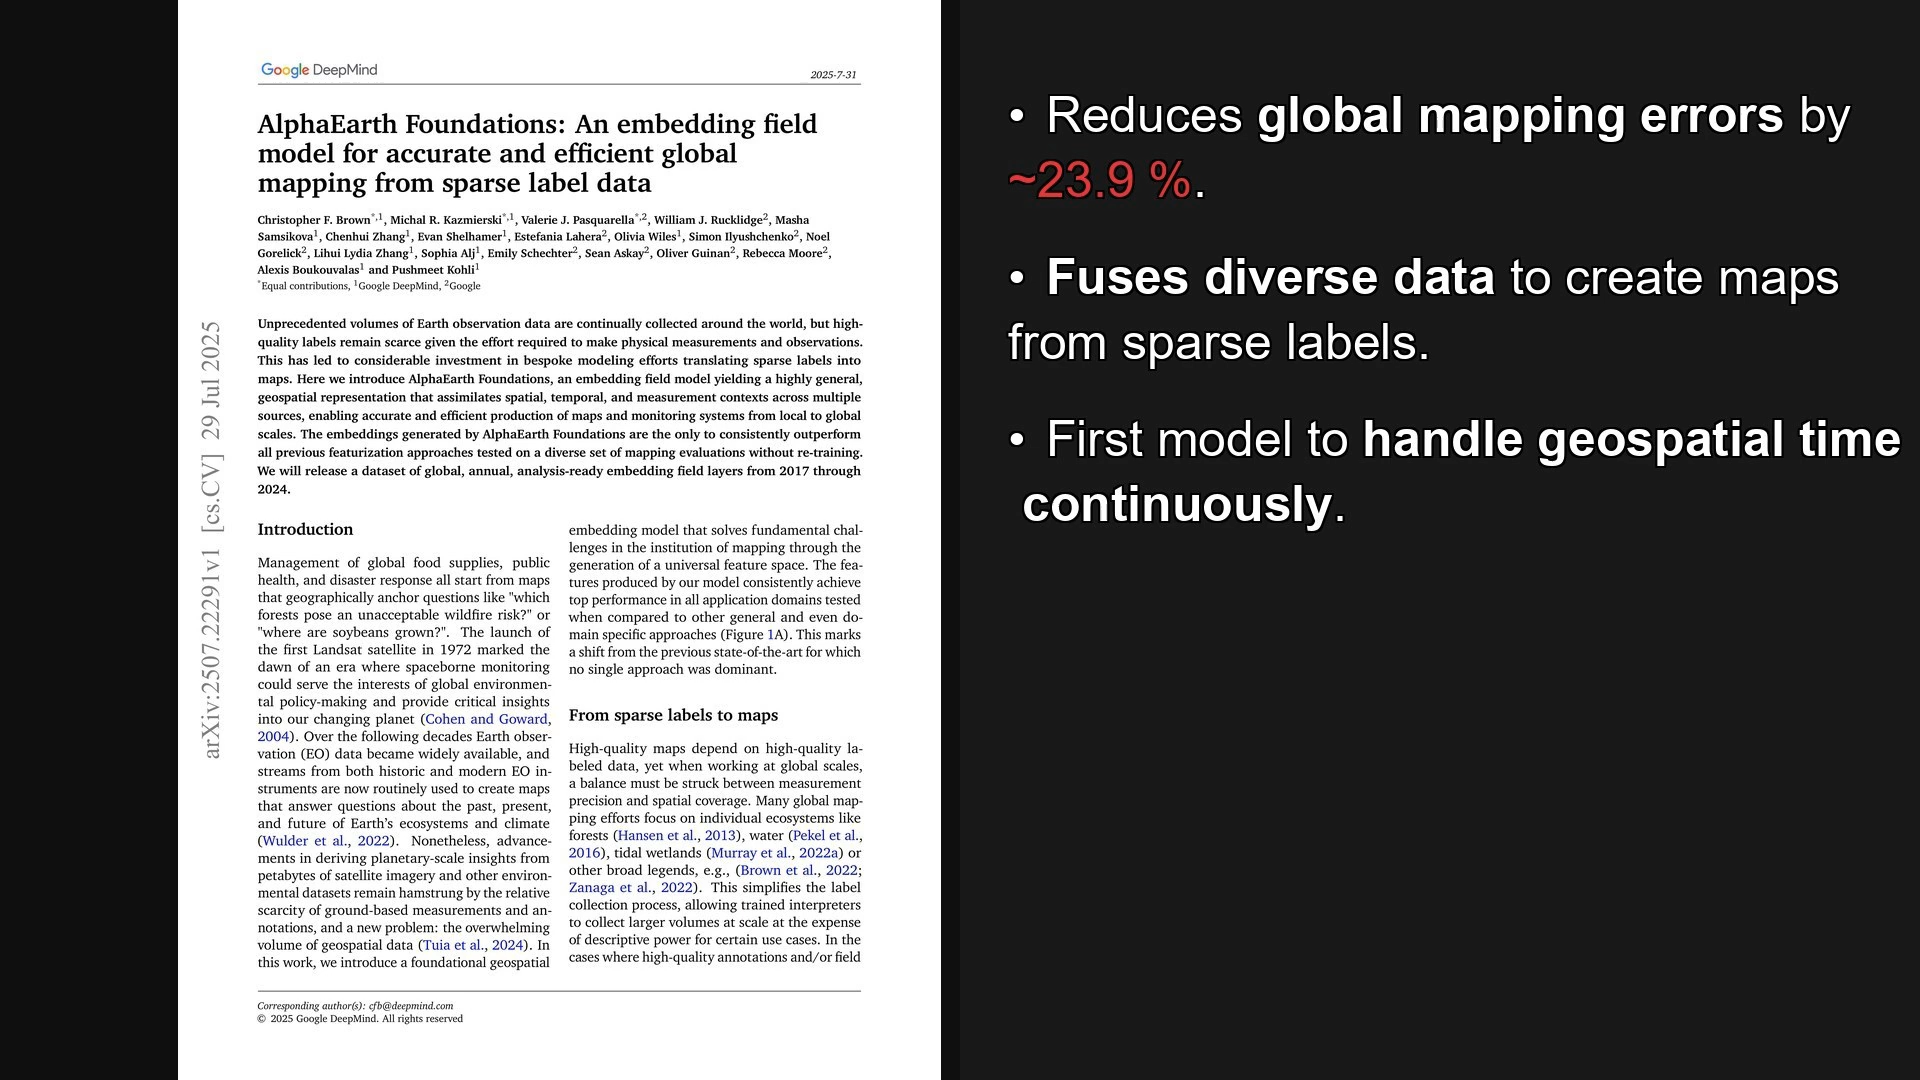 Google DeepMind
2025-7-31
AlphaEarth Foundations: An embedding field
model for accurate and efficient global
mapping from sparse label data
Christopher F. Brown*,1, Michal R. Kazmierski*,1, Valerie J. Pasquarella*,2, William J. Rucklidge2, Masha
Samsikova1, Chenhui Zhang1, Evan Shelhamer1, Estefania Lahera2, Olivia Wiles1, Simon Ilyushchenko2, Noel
Gorelick2, Lihui Lydia Zhang1, Sophia Alj1, Emily Schechter2, Sean Askay2, Oliver Guinan2, Rebecca Moore2,
Alexis Boukouvalas1 and Pushmeet Kohli1
*Equal contributions, 1Google DeepMind, 2Google
Unprecedented volumes of Earth observation data are continually collected around the world, but high-
quality labels remain scarce given the effort required to make physical measurements and observations.
This has led to considerable investment in bespoke modeling efforts translating sparse labels into
maps. Here we introduce AlphaEarth Foundations, an embedding field model yielding a highly general,
geospatial representation that assimilates spatial, temporal, and measurement contexts across multiple
sources, enabling accurate and efficient production of maps and monitoring systems from local to global
scales. The embeddings generated by AlphaEarth Foundations are the only to consistently outperform
all previous featurization approaches tested on a diverse set of mapping evaluations without re-training.
We will release a dataset of global, annual, analysis-ready embedding field layers from 2017 through
2024.
Introduction
Management of global food supplies, public
health, and disaster response all start from maps
that geographically anchor questions like "which
forests pose an unacceptable wildfire risk?" or
"where are soybeans grown?". The launch of
the first Landsat satellite in 1972 marked the
dawn of an era where spaceborne monitoring
could serve the interests of global environmen-
tal policy-making and provide critical insights
into our changing planet (Cohen and Goward,
2004). Over the following decades Earth obser-
vation (EO) data became widely available, and
streams from both historic and modern EO in-
struments are now routinely used to create maps
that answer questions about the past, present,
and future of Earth's ecosystems and climate
(Wulder et al., 2022). Nonetheless, advance-
ments in deriving planetary-scale insights from
petabytes of satellite imagery and other environ-
mental datasets remain hamstrung by the relative
scarcity of ground-based measurements and an-
notations, and a new problem: the overwhelming
volume of geospatial data (Tuia et al., 2024). In
this work, we introduce a foundational geospatial
embedding model that solves fundamental chal-
lenges in the institution of mapping through the
generation of a universal feature space. The fea-
tures produced by our model consistently achieve
top performance in all application domains tested
when compared to other general and even do-
main specific approaches (Figure 1A). This marks
a shift from the previous state-of-the-art for which
no single approach was dominant.
From sparse labels to maps
High-quality maps depend on high-quality la-
beled data, yet when working at global scales,
a balance must be struck between measurement
precision and spatial coverage. Many global map-
ping efforts focus on individual ecosystems like
forests (Hansen et al., 2013), water (Pekel et al.,
2016), tidal wetlands (Murray et al., 2022a) or
other broad legends, e.g., (Brown et al., 2022;
Zanaga et al., 2022). This simplifies the label
collection process, allowing trained interpreters
to collect larger volumes at scale at the expense
of descriptive power for certain use cases. In the
cases where high-quality annotations and/or field
Corresponding author(s): cfb@deepmind.com
© 2025 Google DeepMind. All rights reserved
arXiv:2507.22291v1 [cs.CV] 29 Jul 2025
• Reduces global mapping errors by
~23.9 %.
• Fuses diverse data to create maps
from sparse labels.
• First model to handle geospatial time
continuously.